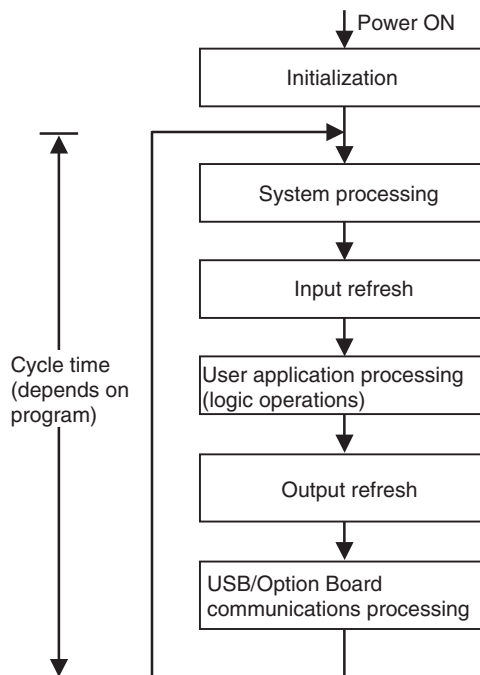 Power ON
Initialization
System processing
Input refresh
Cycle time
(depends on
program)
User application processing
(logic operations)
Output refresh
USB/Option Board
communications processing